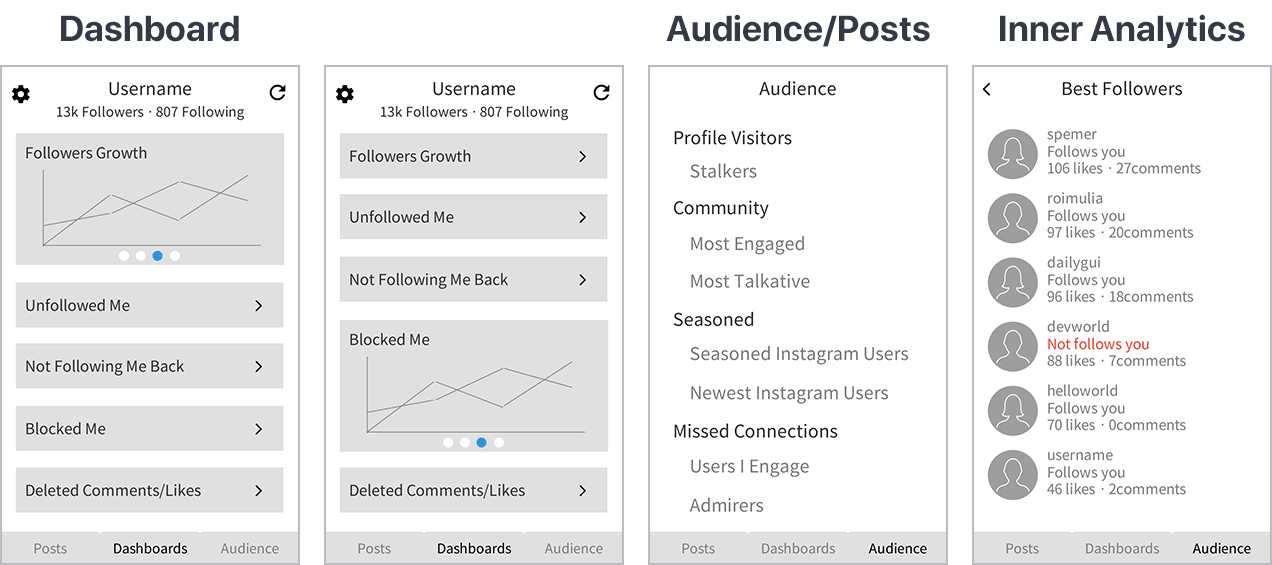 Dashboard
Audience/Posts
Inner Analytics
Username
13k Followers · 807 Following
Followers Growth
Unfollowed Me
Not Following Me Back
Blocked Me
Deleted Comments/Likes
Posts
Dashboards
Audience
Username
13k Followers · 807 Following
Followers Growth
Unfollowed Me
Not Following Me Back
Blocked Me
Deleted Comments/Likes
Posts
Dashboards
Audience
Audience
Profile Visitors
Stalkers
Community
Most Engaged
Most Talkative
Seasoned
Seasoned Instagram Users
Newest Instagram Users
Missed Connections
Users I Engage
Admirers
Posts
Dashboards
Audience
Best Followers
spemer
Follows you
106 likes · 27comments
roimulia
Follows you
97 likes · 20comments
dailygui
Follows you
96 likes · 18comments
devworld
Not follows you
88 likes · 7comments
helloworld
Follows you
70 likes · 0comments
username
Follows you
46 likes · 2comments
Posts
Dashboards
Audience